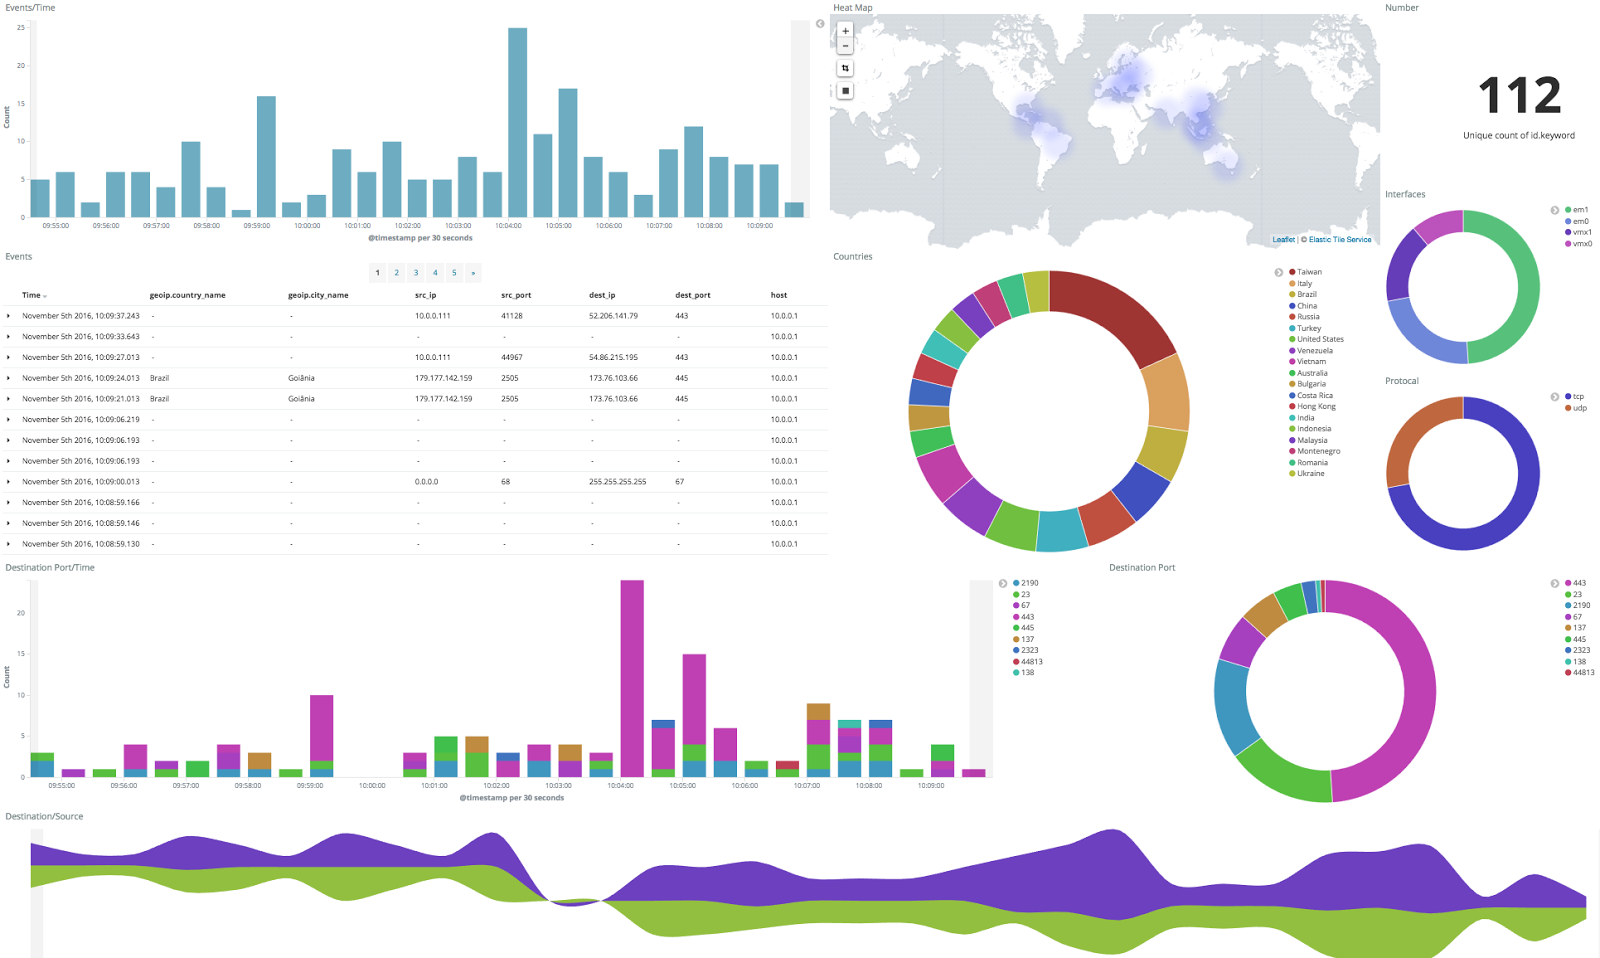 Events/Time
25
20
15
10
5
0
Count
09:55:00 09:56:00 09:57:00 09:58:00 09:59:00 10:00:00 10:01:00 10:02:00 10:03:00 10:04:00 10:05:00 10:06:00 10:07:00 10:08:00 10:09:00
@timestamp per 30 seconds
Heat Map
+
−
Leaflet | © Elastic Tile Service
Number
112
Unique count of id.keyword
Interfaces
em1
em0
vmx1
vmx0
Events
1 2 3 4 5 »
Time geoip.country_name geoip.city_name src_ip src_port dest_ip dest_port host
November 5th 2016, 10:09:37.243 - - 10.0.0.111 41128 52.206.141.79 443 10.0.0.1
November 5th 2016, 10:09:33.643 - - - - - - 10.0.0.1
November 5th 2016, 10:09:27.013 - - 10.0.0.111 44967 54.86.215.195 443 10.0.0.1
November 5th 2016, 10:09:24.013 Brazil Goiânia 179.177.142.159 2505 173.76.103.66 445 10.0.0.1
November 5th 2016, 10:09:21.013 Brazil Goiânia 179.177.142.159 2505 173.76.103.66 445 10.0.0.1
November 5th 2016, 10:09:06.219 - - - - - - 10.0.0.1
November 5th 2016, 10:09:06.193 - - - - - - 10.0.0.1
November 5th 2016, 10:09:06.193 - - - - - - 10.0.0.1
November 5th 2016, 10:09:00.013 - - 0.0.0.0 68 255.255.255.255 67 10.0.0.1
November 5th 2016, 10:08:59.166 - - - - - - 10.0.0.1
November 5th 2016, 10:08:59.146 - - - - - - 10.0.0.1
November 5th 2016, 10:08:59.130 - - - - - - 10.0.0.1
Countries
Taiwan
Italy
Brazil
China
Russia
Turkey
United States
Venezuela
Vietnam
Australia
Bulgaria
Costa Rica
Hong Kong
India
Indonesia
Malaysia
Montenegro
Romania
Ukraine
Protocal
tcp
udp
Destination Port/Time
20
15
10
5
0
Count
09:55:00 09:56:00 09:57:00 09:58:00 09:59:00 10:00:00 10:01:00 10:02:00 10:03:00 10:04:00 10:05:00 10:06:00 10:07:00 10:08:00 10:09:00
@timestamp per 30 seconds
2190
23
67
443
445
137
2323
44813
138
Destination Port
443
23
2190
67
137
445
2323
138
44813
Destination/Source